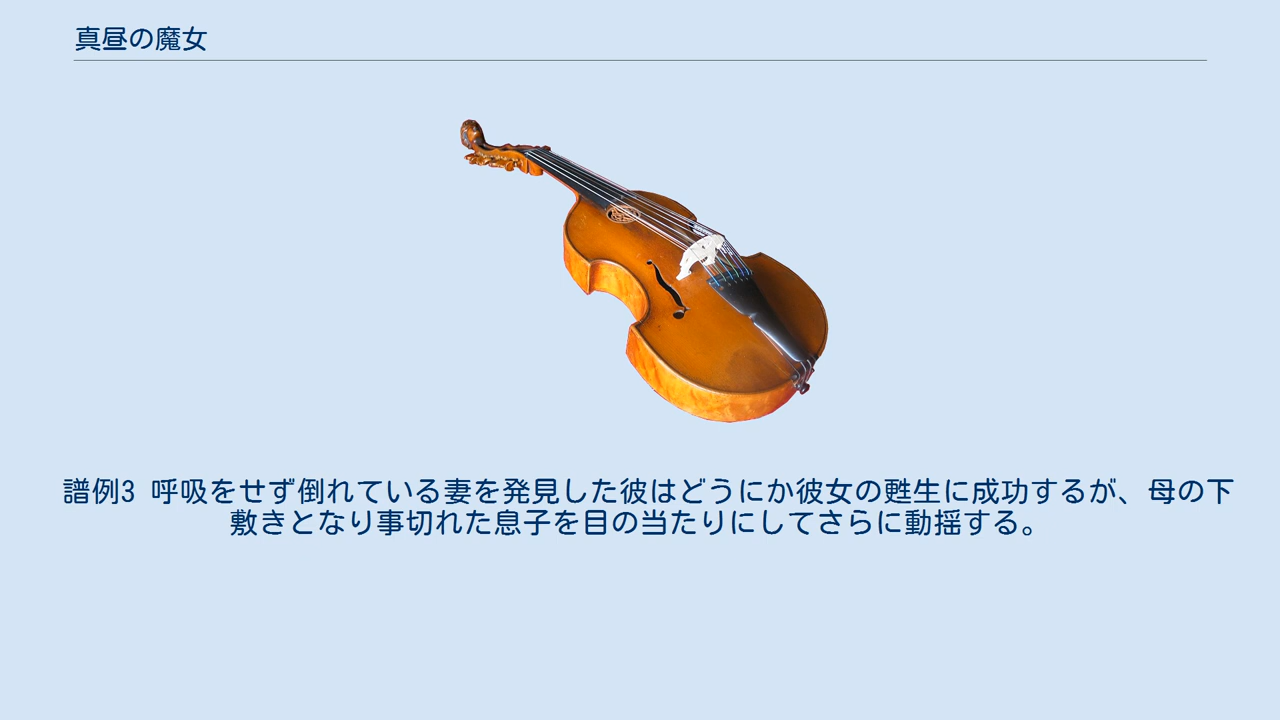 真昼の魔女
譜例3 呼吸をせず倒れている妻を発見した彼はどうにか彼女の甦生に成功するが、母の下
敷きとなり事切れた息子を目の当たりにしてさらに動揺する。